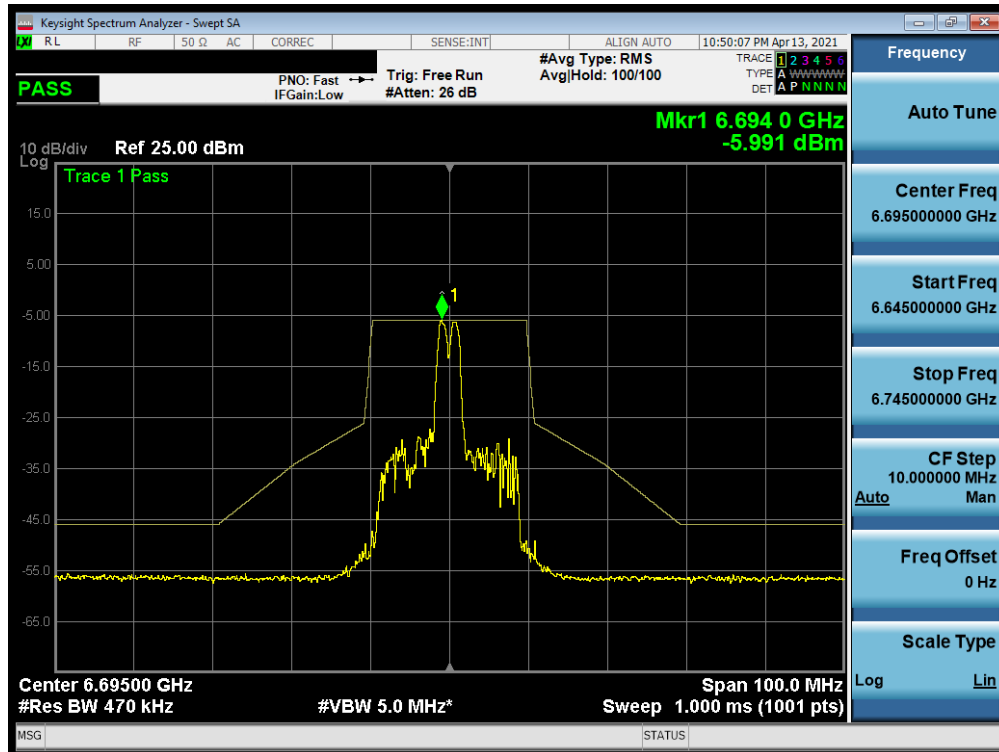 Keysight Spectrum Analyzer - Swept SA
LXI RL RF 50 Ω AC CORREC SENSE:INT ALIGN AUTO 10:50:07 PM Apr 13, 2021
PASS
PNO: Fast
IFGain:Low
Trig: Free Run
#Atten: 26 dB
#Avg Type: RMS
Avg|Hold: 100/100
TRACE 1 2 3 4 5 6
TYPE A WWWWW
DET A P N N N N
Mkr1 6.694 0 GHz
-5.991 dBm
10 dB/div Ref 25.00 dBm
Log
Trace 1 Pass
15.0
5.00
-5.00
-15.0
-25.0
-35.0
-45.0
-55.0
-65.0
1
Center 6.69500 GHz Span 100.0 MHz
#Res BW 470 kHz #VBW 5.0 MHz* Sweep 1.000 ms (1001 pts)
MSG STATUS
Frequency
Auto Tune
Center Freq
6.695000000 GHz
Start Freq
6.645000000 GHz
Stop Freq
6.745000000 GHz
CF Step
10.000000 MHz
Auto Man
Freq Offset
0 Hz
Scale Type
Log Lin